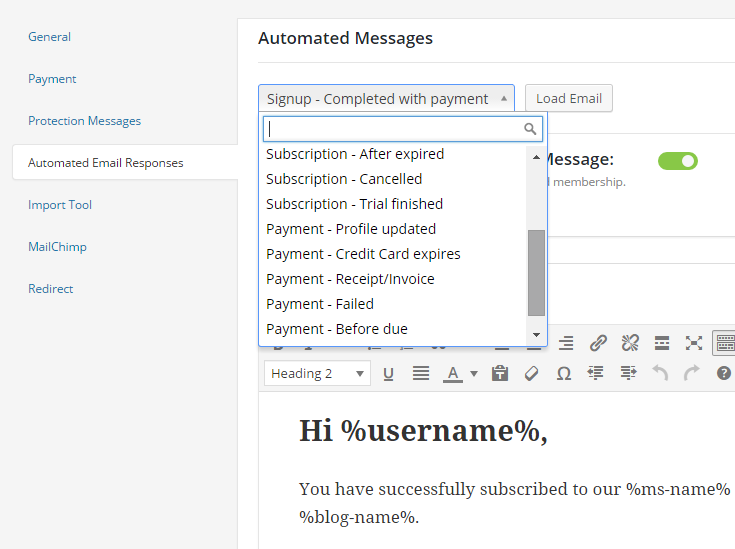 General
Payment
Protection Messages
Automated Email Responses
Import Tool
MailChimp
Redirect
Automated Messages
Signup - Completed with payment
Load Email
Subscription - After expired
Subscription - Cancelled
Subscription - Trial finished
Payment - Profile updated
Payment - Credit Card expires
Payment - Receipt/Invoice
Payment - Failed
Payment - Before due
Message:
membership.
Heading 2
Hi %username%,
You have successfully subscribed to our %ms-name%
%blog-name%.